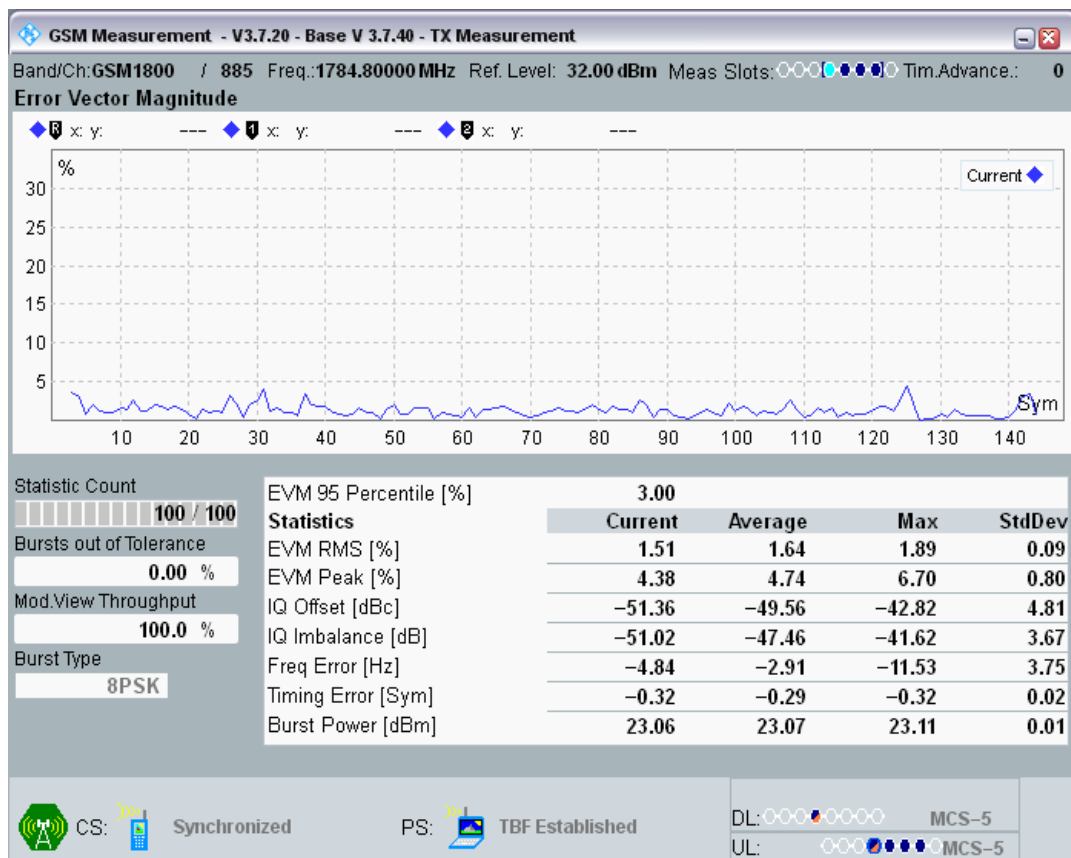 GSM Measurement - V3.7.20 - Base V 3.7.40 - TX Measurement
Band/Ch:GSM1800 / 885 Freq.:1784.80000 MHz Ref. Level: 32.00 dBm Meas Slots: Tim.Advance.: 0
Error Vector Magnitude
R x: y: --- 1 x: y: --- 2 x: y: ---
%
Current
30
25
20
15
10
5
Sym
10 20 30 40 50 60 70 80 90 100 110 120 130 140
Statistic Count
100 / 100
Bursts out of Tolerance
0.00 %
Mod.View Throughput
100.0 %
Burst Type
8PSK
EVM 95 Percentile [%] 3.00
Statistics Current Average Max StdDev
EVM RMS [%] 1.51 1.64 1.89 0.09
EVM Peak [%] 4.38 4.74 6.70 0.80
IQ Offset [dBc] −51.36 −49.56 −42.82 4.81
IQ Imbalance [dB] −51.02 −47.46 −41.62 3.67
Freq Error [Hz] −4.84 −2.91 −11.53 3.75
Timing Error [Sym] −0.32 −0.29 −0.32 0.02
Burst Power [dBm] 23.06 23.07 23.11 0.01
CS: Synchronized PS: TBF Established
DL: MCS−5
UL: MCS−5